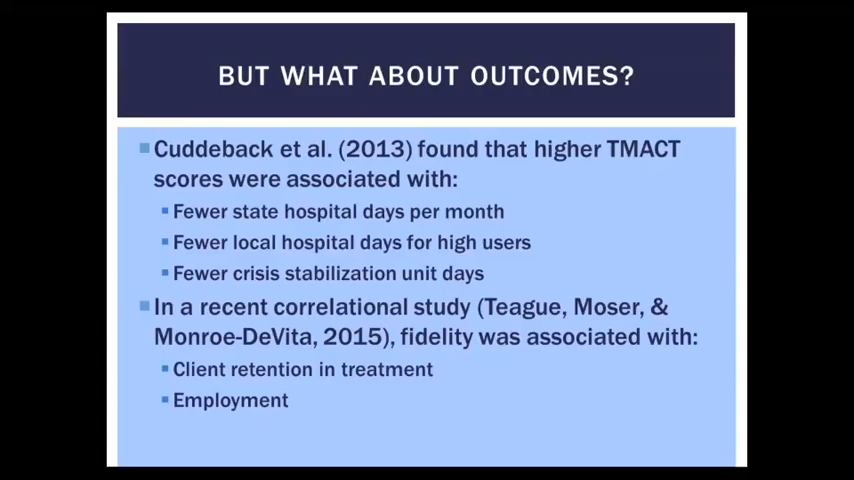 BUT WHAT ABOUT OUTCOMES?
Cuddeback et al. (2013) found that higher TMACT
scores were associated with:
Fewer state hospital days per month
Fewer local hospital days for high users
Fewer crisis stabilization unit days
In a recent correlational study (Teague, Moser, &
Monroe-DeVita, 2015), fidelity was associated with:
Client retention in treatment
Employment